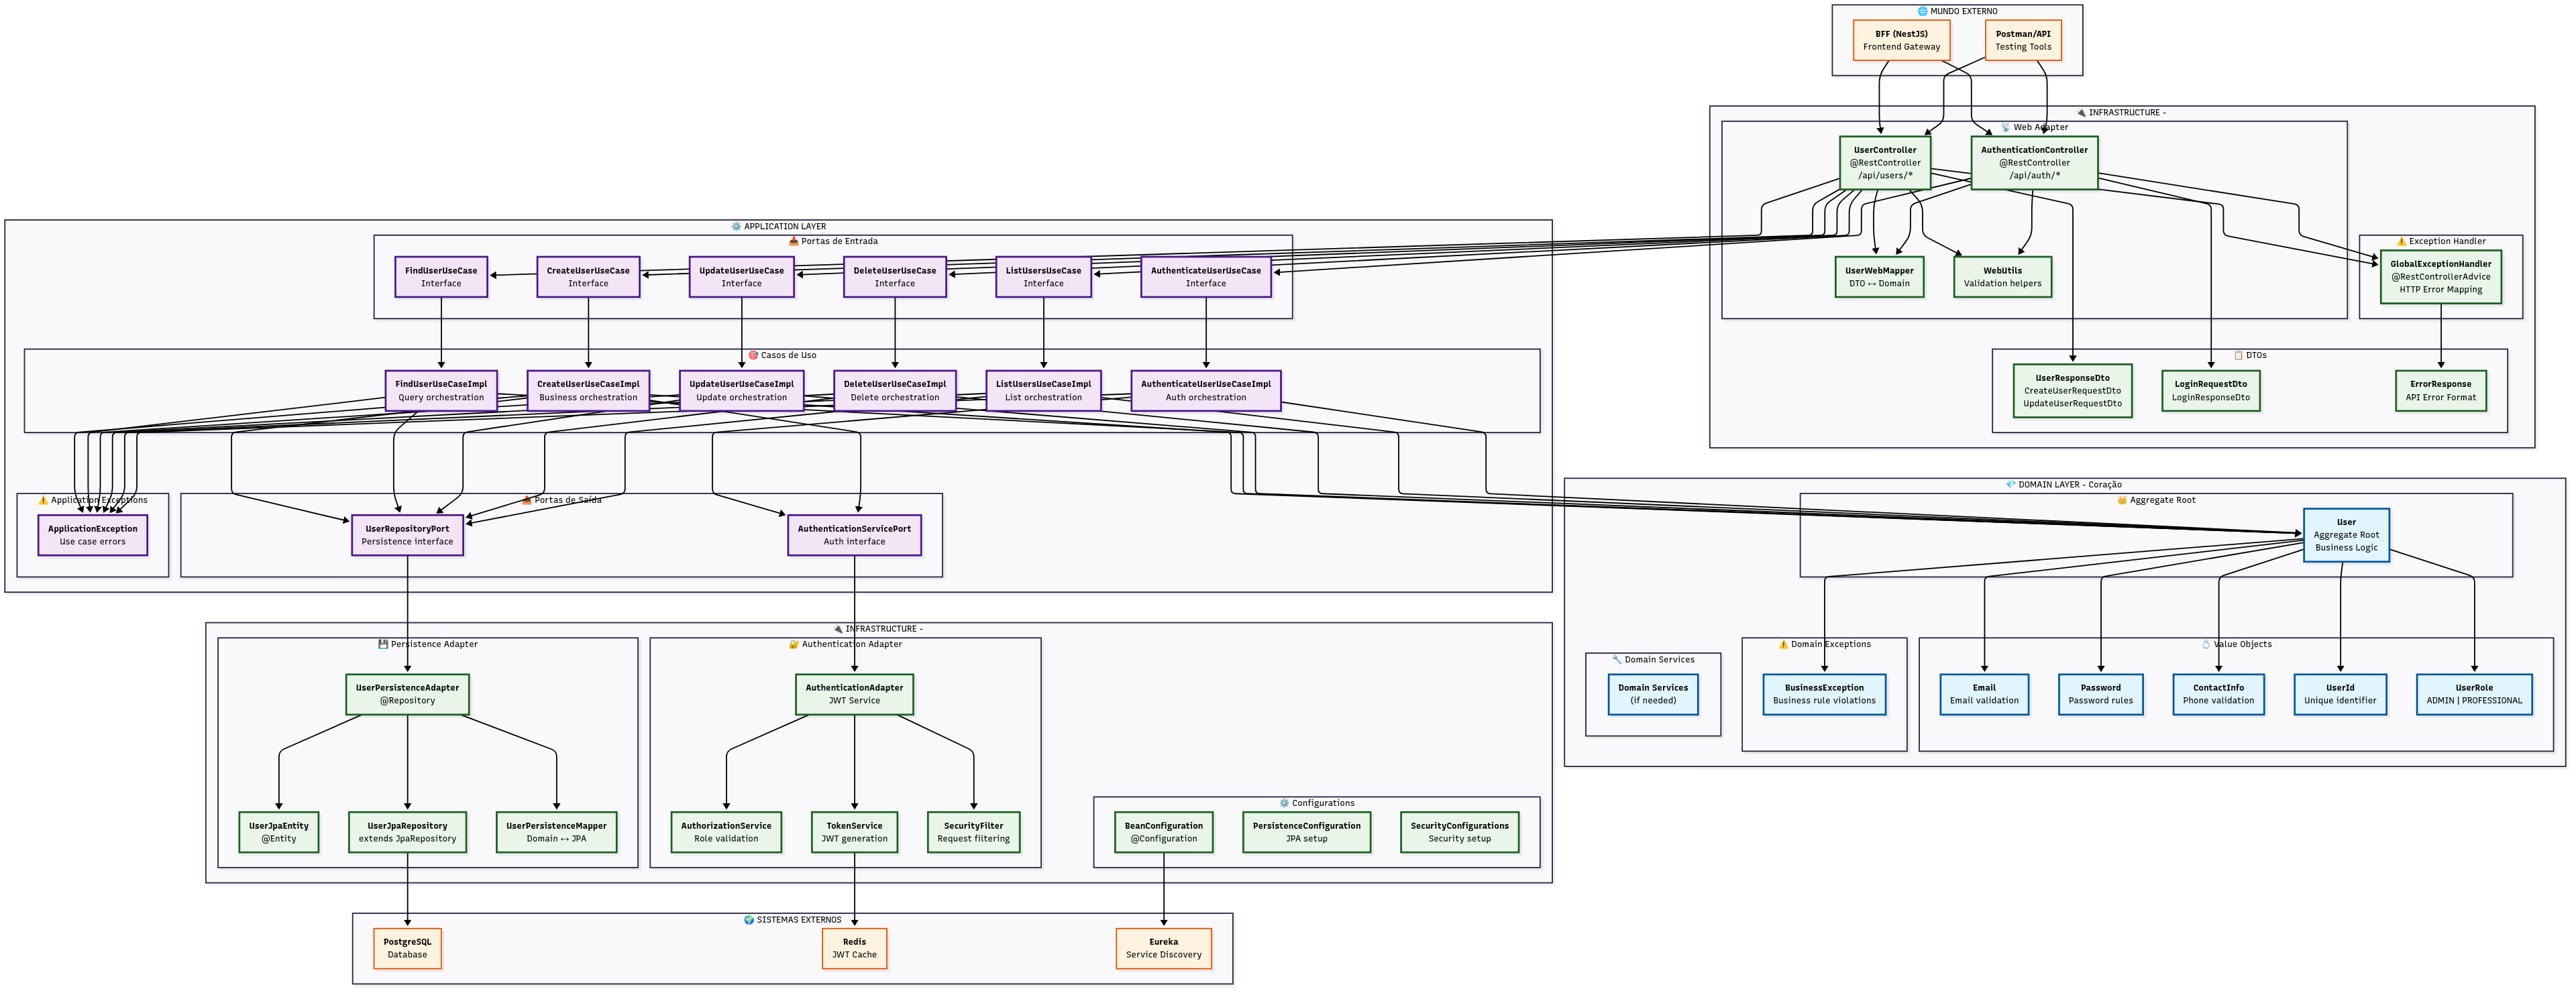 🌐 MUNDO EXTERNO
BFF (NestJS)
Frontend Gateway
Postman/API
Testing Tools
🔌 INFRASTRUCTURE -
📡 Web Adapter
UserController
@RestController
/api/users/*
AuthenticationController
@RestController
/api/auth/*
UserWebMapper
DTO ↔ Domain
WebUtils
Validation helpers
⚠️ Exception Handler
GlobalExceptionHandler
@RestControllerAdvice
HTTP Error Mapping
📋 DTOs
UserResponseDto
CreateUserRequestDto
UpdateUserRequestDto
LoginRequestDto
LoginResponseDto
ErrorResponse
API Error Format
⚙️ APPLICATION LAYER
📥 Portas de Entrada
FindUserUseCase
Interface
CreateUserUseCase
Interface
UpdateUserUseCase
Interface
DeleteUserUseCase
Interface
ListUsersUseCase
Interface
AuthenticateUserUseCase
Interface
🎯 Casos de Uso
FindUserUseCaseImpl
Query orchestration
CreateUserUseCaseImpl
Business orchestration
UpdateUserUseCaseImpl
Update orchestration
DeleteUserUseCaseImpl
Delete orchestration
ListUsersUseCaseImpl
List orchestration
AuthenticateUserUseCaseImpl
Auth orchestration
⚠️ Application Exceptions
ApplicationException
Use case errors
📤 Portas de Saída
UserRepositoryPort
Persistence interface
AuthenticationServicePort
Auth interface
💎 DOMAIN LAYER - Coração
👑 Aggregate Root
User
Aggregate Root
Business Logic
🔧 Domain Services
Domain Services
(if needed)
⚠️ Domain Exceptions
BusinessException
Business rule violations
💍 Value Objects
Email
Email validation
Password
Password rules
ContactInfo
Phone validation
UserId
Unique identifier
UserRole
ADMIN | PROFESSIONAL
🔌 INFRASTRUCTURE -
💾 Persistence Adapter
UserPersistenceAdapter
@Repository
UserJpaEntity
@Entity
UserJpaRepository
extends JpaRepository
UserPersistenceMapper
Domain ↔ JPA
🔐 Authentication Adapter
AuthenticationAdapter
JWT Service
AuthorizationService
Role validation
TokenService
JWT generation
SecurityFilter
Request filtering
⚙️ Configurations
BeanConfiguration
@Configuration
PersistenceConfiguration
JPA setup
SecurityConfigurations
Security setup
🌍 SISTEMAS EXTERNOS
PostgreSQL
Database
Redis
JWT Cache
Eureka
Service Discovery